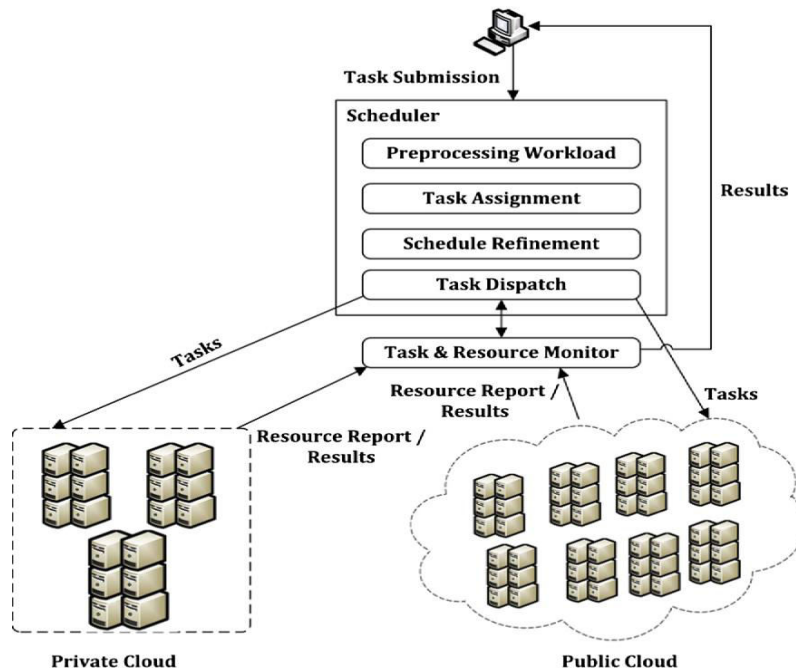 Task Submission
Scheduler
Preprocessing Workload
Task Assignment
Results
Schedule Refinement
Task Dispatch
Tasks
Task & Resource Monitor
Resource Report /
Results
Tasks
Resource Report /
Results
Private Cloud
Public Cloud